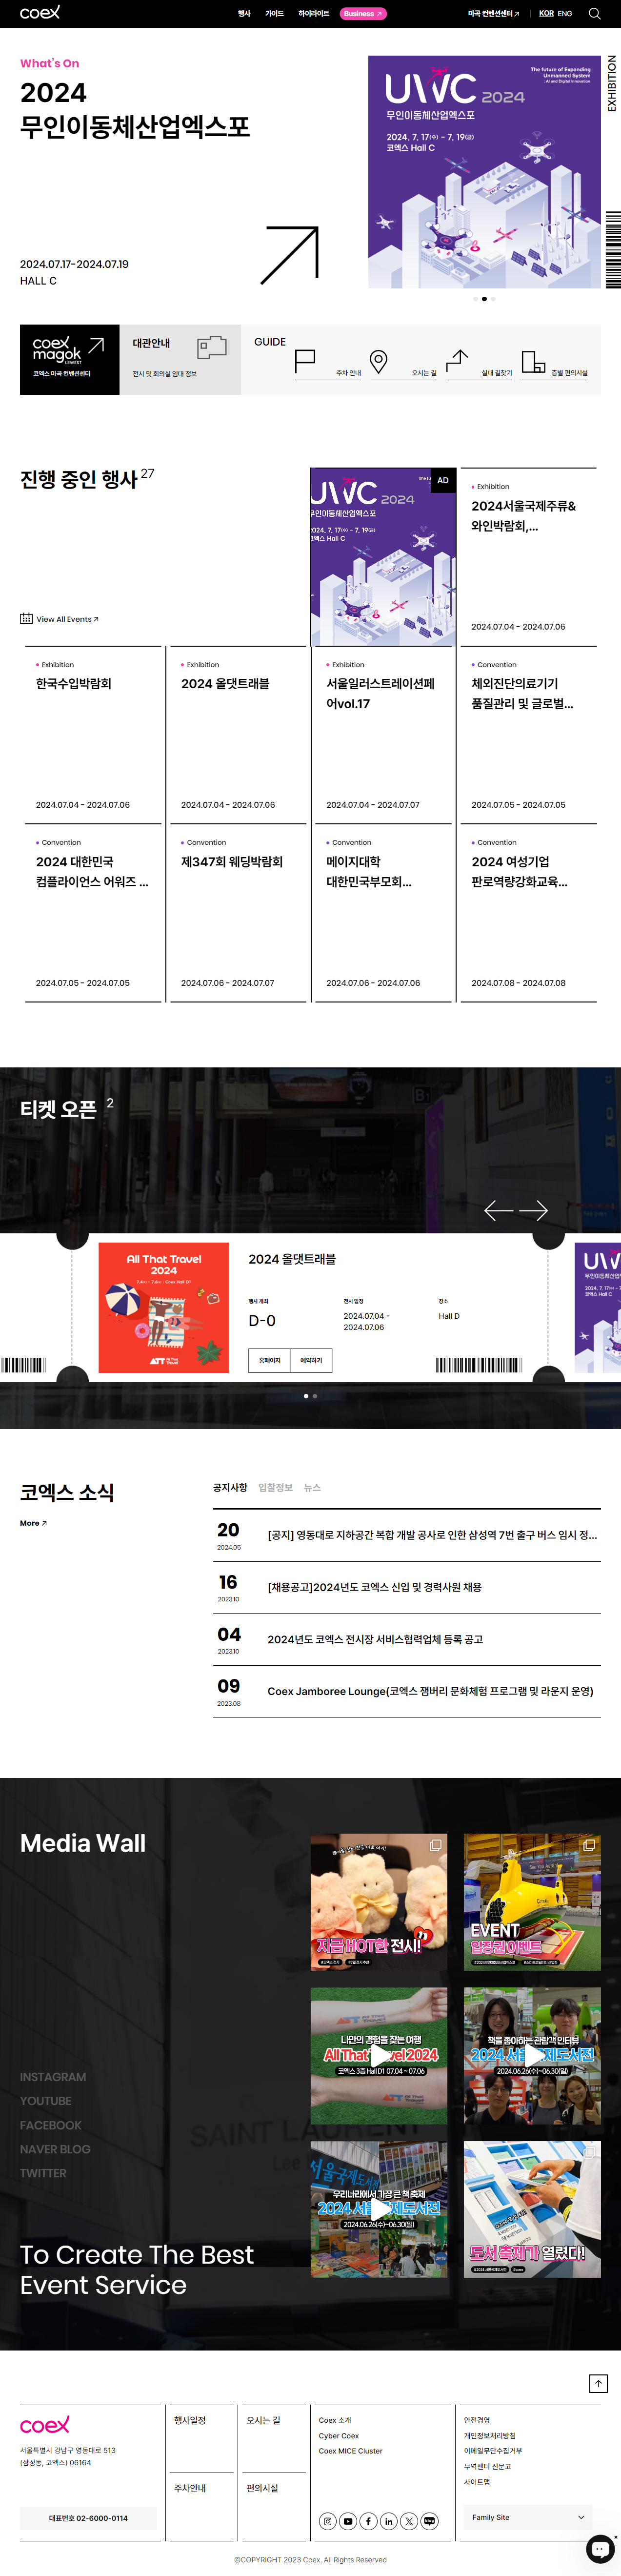 coex
행사
가이드
하이라이트
Business
마곡 컨벤션센터
KOR ENG
What's On
2024
무인이동체산업엑스포
2024.07.17-2024.07.19
HALL C
The future of Expanding
Unmanned System
: AI and Digital Innovation
UWC 2024
무인이동체산업엑스포
2024. 7. 17(수) - 7. 19(금)
코엑스 Hall C
EXHIBITION
coex
magok
LEWEST
코엑스 마곡 컨벤션센터
대관안내
전시 및 회의실 임대 정보
GUIDE
주차 안내
오시는 길
실내 길찾기
층별 편의시설
진행 중인 행사 27
View All Events
AD
UWC 2024
무인이동체산업엑스포
Exhibition
2024서울국제주류&
와인박람회,...
2024.07.04 - 2024.07.06
Exhibition
한국수입박람회
2024.07.04 - 2024.07.06
Exhibition
2024 올댓트래블
2024.07.04 - 2024.07.06
Exhibition
서울일러스트레이션페
어vol.17
2024.07.04 - 2024.07.07
Convention
체외진단의료기기
품질관리 및 글로벌...
2024.07.05 - 2024.07.05
Convention
2024 대한민국
컴플라이언스 어워즈 ...
2024.07.05 - 2024.07.05
Convention
제347회 웨딩박람회
2024.07.06 - 2024.07.07
Convention
메이지대학
대한민국부모회...
2024.07.06 - 2024.07.06
Convention
2024 여성기업
판로역량강화교육...
2024.07.08 - 2024.07.08
티켓 오픈 2
All That Travel
2024
2024 올댓트래블
행사 개최
D-0
전시 일정
2024.07.04 -
2024.07.06
장소
Hall D
홈페이지
예약하기
코엑스 소식
More
공지사항
입찰정보
뉴스
20
2024.05
[공지] 영동대로 지하공간 복합 개발 공사로 인한 삼성역 7번 출구 버스 임시 정...
16
2023.10
[채용공고]2024년도 코엑스 신입 및 경력사원 채용
04
2023.10
2024년도 코엑스 전시장 서비스협력업체 등록 공고
09
2023.08
Coex Jamboree Lounge(코엑스 잼버리 문화체험 프로그램 및 라운지 운영)
Media Wall
지금 HOT한 전시!
EVENT
입장권 이벤트
나만의 경험을 찾는 여행
All That Travel 2024
코엑스 3층 Hall D1 07.04 ~ 07.06
책을 좋아하는 관람객 인터뷰
2024 서울국제도서전
2024.06.26(수)~06.30(일)
우리나라에서 가장 큰 책 축제
2024 서울국제도서전
2024.06.26(수)~06.30(일)
도서 축제가 열렸다!
INSTAGRAM
YOUTUBE
FACEBOOK
NAVER BLOG
TWITTER
To Create The Best
Event Service
coex
서울특별시 강남구 영동대로 513
(삼성동, 코엑스) 06164
대표번호 02-6000-0114
행사일정
오시는 길
주차안내
편의시설
Coex 소개
Cyber Coex
Coex MICE Cluster
안전경영
개인정보처리방침
이메일무단수집거부
무역센터 신문고
사이트맵
Family Site
©COPYRIGHT 2023 Coex. All Rights Reserved